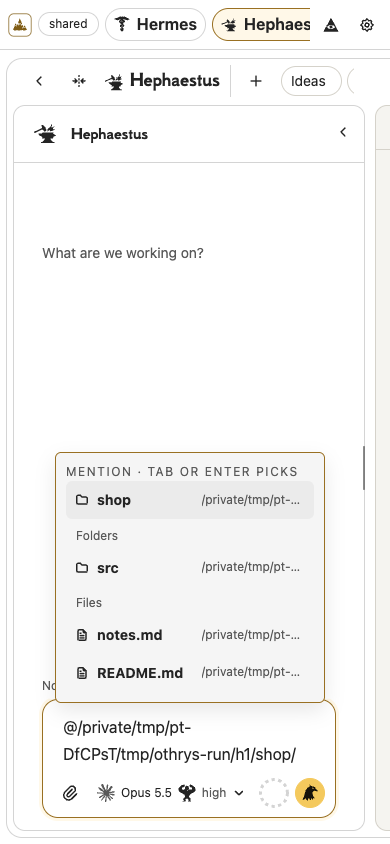 shared
Hermes
Hephaes
Hephaestus
Ideas
Hephaestus
What are we working on?
MENTION · TAB OR ENTER PICKS
shop /private/tmp/pt-...
Folders
src /private/tmp/pt-...
Files
notes.md /private/tmp/pt-...
README.md /private/tmp/pt-...
@/private/tmp/pt-
DfCPsT/tmp/othrys-run/h1/shop/
Opus 5.5 high